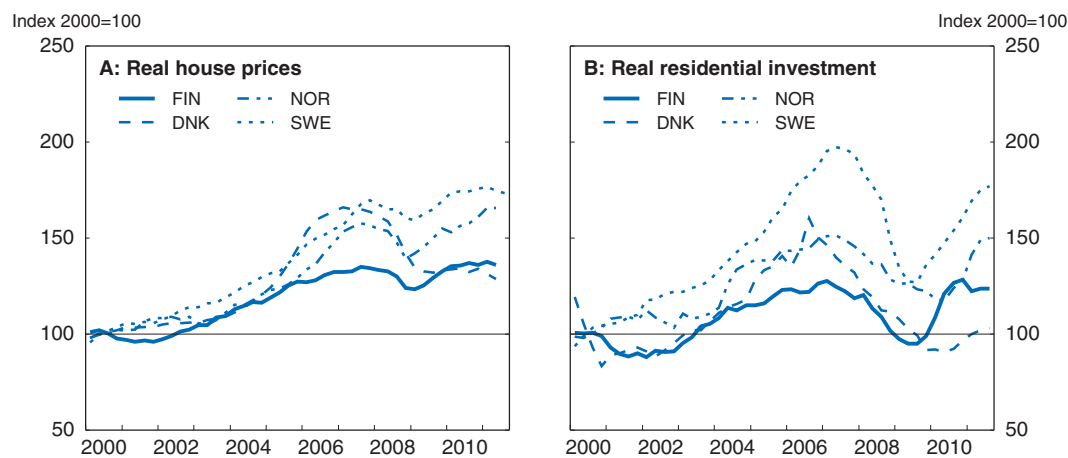 Index 2000=100
Index 2000=100
A: Real house prices
FIN NOR
DNK SWE
250
200
150
100
50
2000 2002 2004 2006 2008 2010
B: Real residential investment
FIN NOR
DNK SWE
250
200
150
100
50
2000 2002 2004 2006 2008 2010